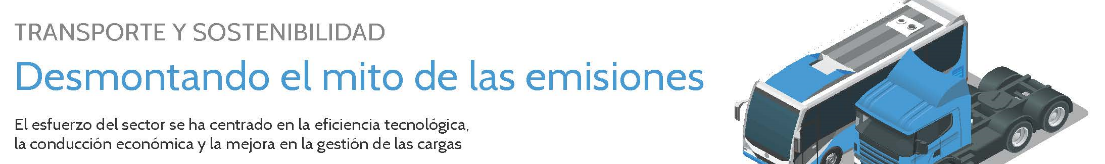 TRANSPORTE Y SOSTENIBILIDAD
Desmontando el mito de las emisiones
El esfuerzo del sector se ha centrado en la eficiencia tecnológica,
la conducción económica y la mejora en la gestión de las cargas